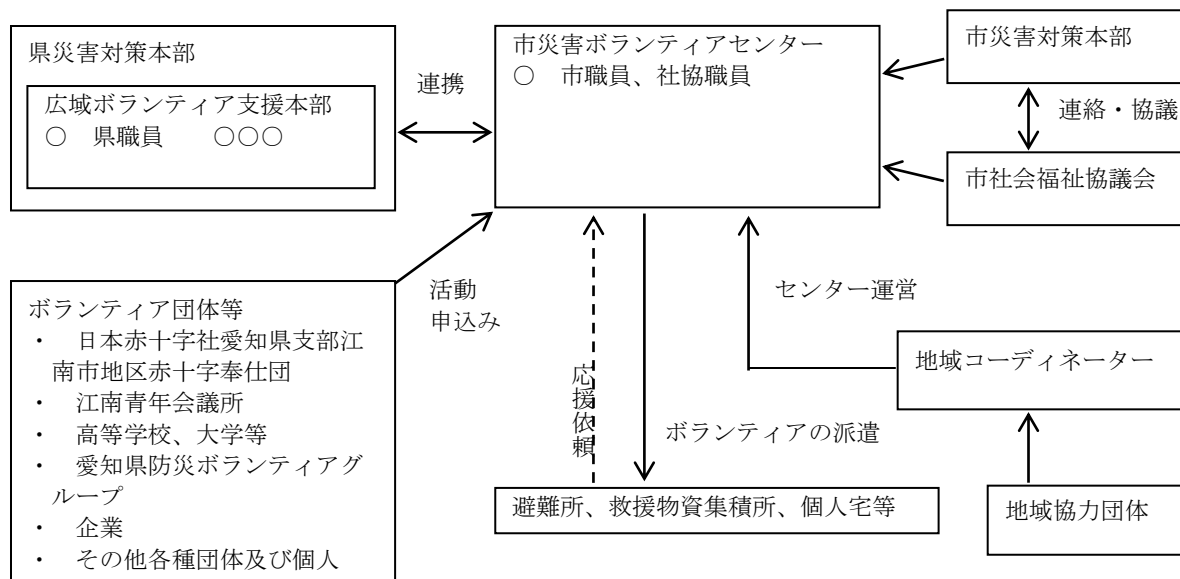 県災害対策本部
広域ボランティア支援本部
○　県職員　　○○○
連携
市災害ボランティアセンター
○　市職員、社協職員
市災害対策本部
連絡・協議
市社会福祉協議会
ボランティア団体等
・　日本赤十字社愛知県支部江
南市地区赤十字奉仕団
・　江南青年会議所
・　高等学校、大学等
・　愛知県防災ボランティアグ
ループ
・　企業
・　その他各種団体及び個人
活動
申込み
応援依頼
ボランティアの派遣
センター運営
地域コーディネーター
避難所、救援物資集積所、個人宅等
地域協力団体